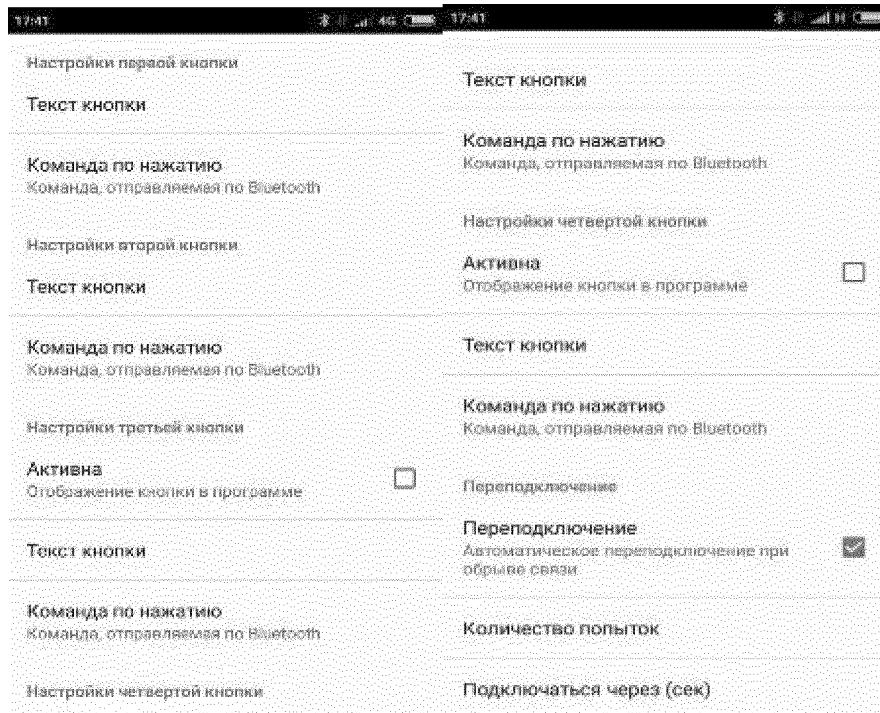 17:41
4G
Настройки первой кнопки
Текст кнопки
Команда по нажатию
Команда, отправляемая по Bluetooth
Настройки второй кнопки
Текст кнопки
Команда по нажатию
Команда, отправляемая по Bluetooth
Настройки третьей кнопки
Активна
Отображение кнопки в программе
Текст кнопки
Команда по нажатию
Команда, отправляемая по Bluetooth
Настройки четвертой кнопки
17:41
H
Текст кнопки
Команда по нажатию
Команда, отправляемая по Bluetooth
Настройки четвертой кнопки
Активна
Отображение кнопки в программе
Текст кнопки
Команда по нажатию
Команда, отправляемая по Bluetooth
Переподключение
Переподключение
Автоматическое переподключение при
обрыве связи
Количество попыток
Подключаться через (сек)